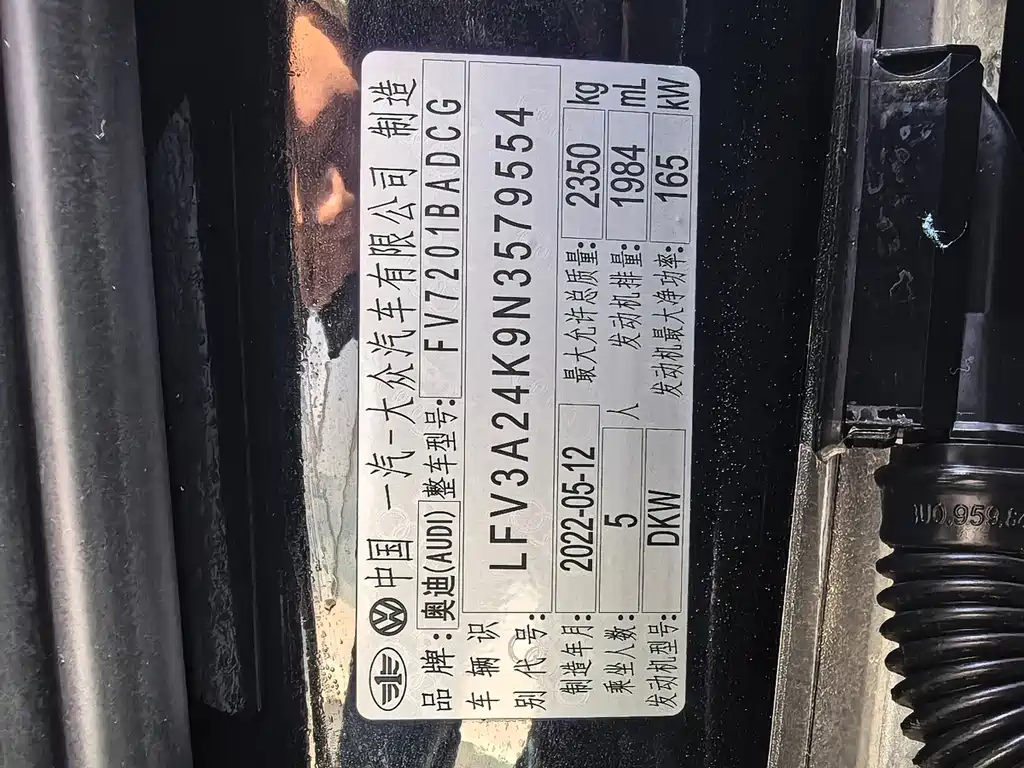 中国 一汽-大众汽车有限公司 制造
品牌: 奥迪(AUDI) 整车型号: FV7201BADCG
车辆识别代号: LFV3A24K9N3579554
制造年月: 2022-05-12 最大允许总质量: 2350 kg
乘坐人数: 5 人 发动机排量: 1984 mL
发动机型号: DKW 发动机最大净功率: 165 kW
1U0.959.8